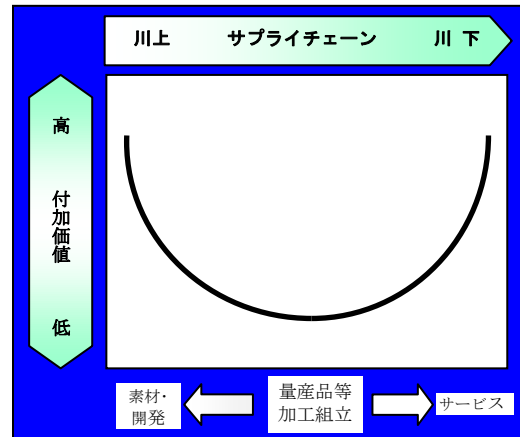 川上 サプライチェーン 川 下
高
付加価値
低
素材・
開発
量産品等
加工組立
サービス